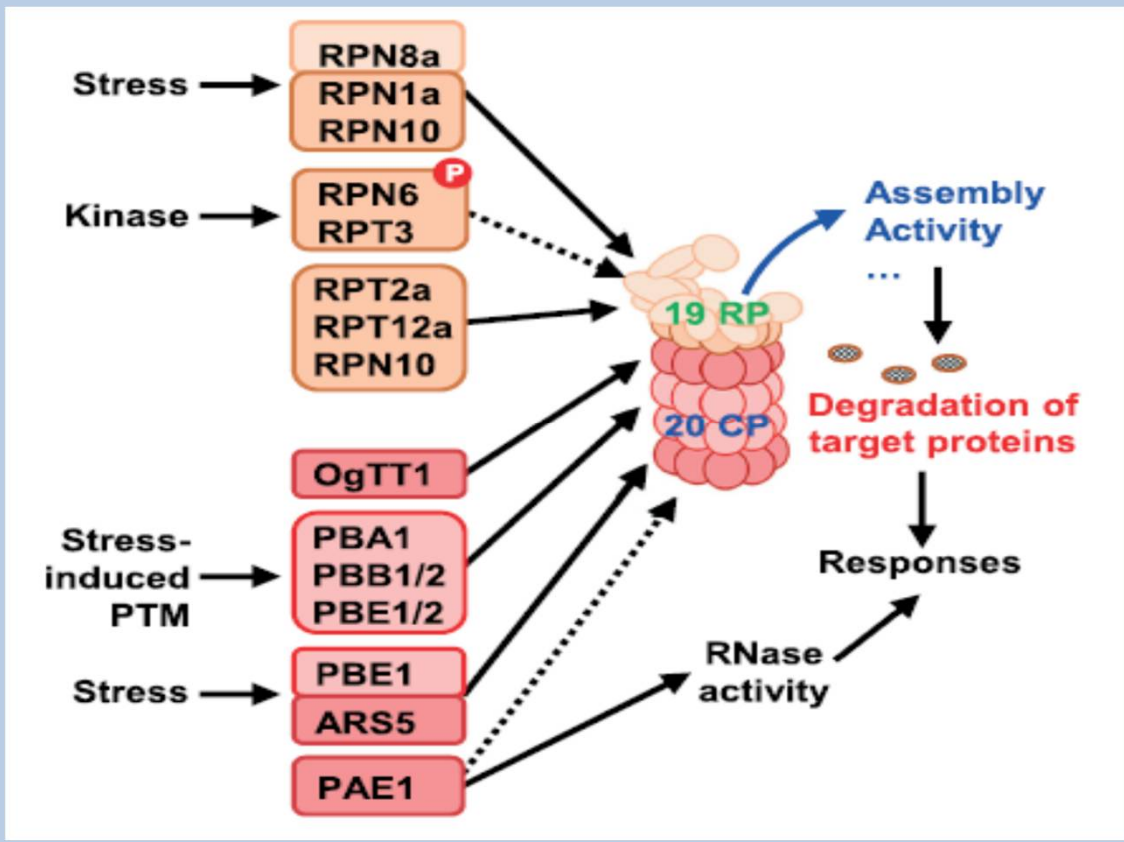 Stress
RPN8a
RPN1a
RPN10
Kinase
P
RPN6
RPT3
RPT2a
RPT12a
RPN10
OgTT1
Stress-
induced
PTM
PBA1
PBB1/2
PBE1/2
Stress
PBE1
ARS5
PAE1
19 RP
20 CP
Assembly
Activity
...
Degradation of
target proteins
Responses
RNase
activity